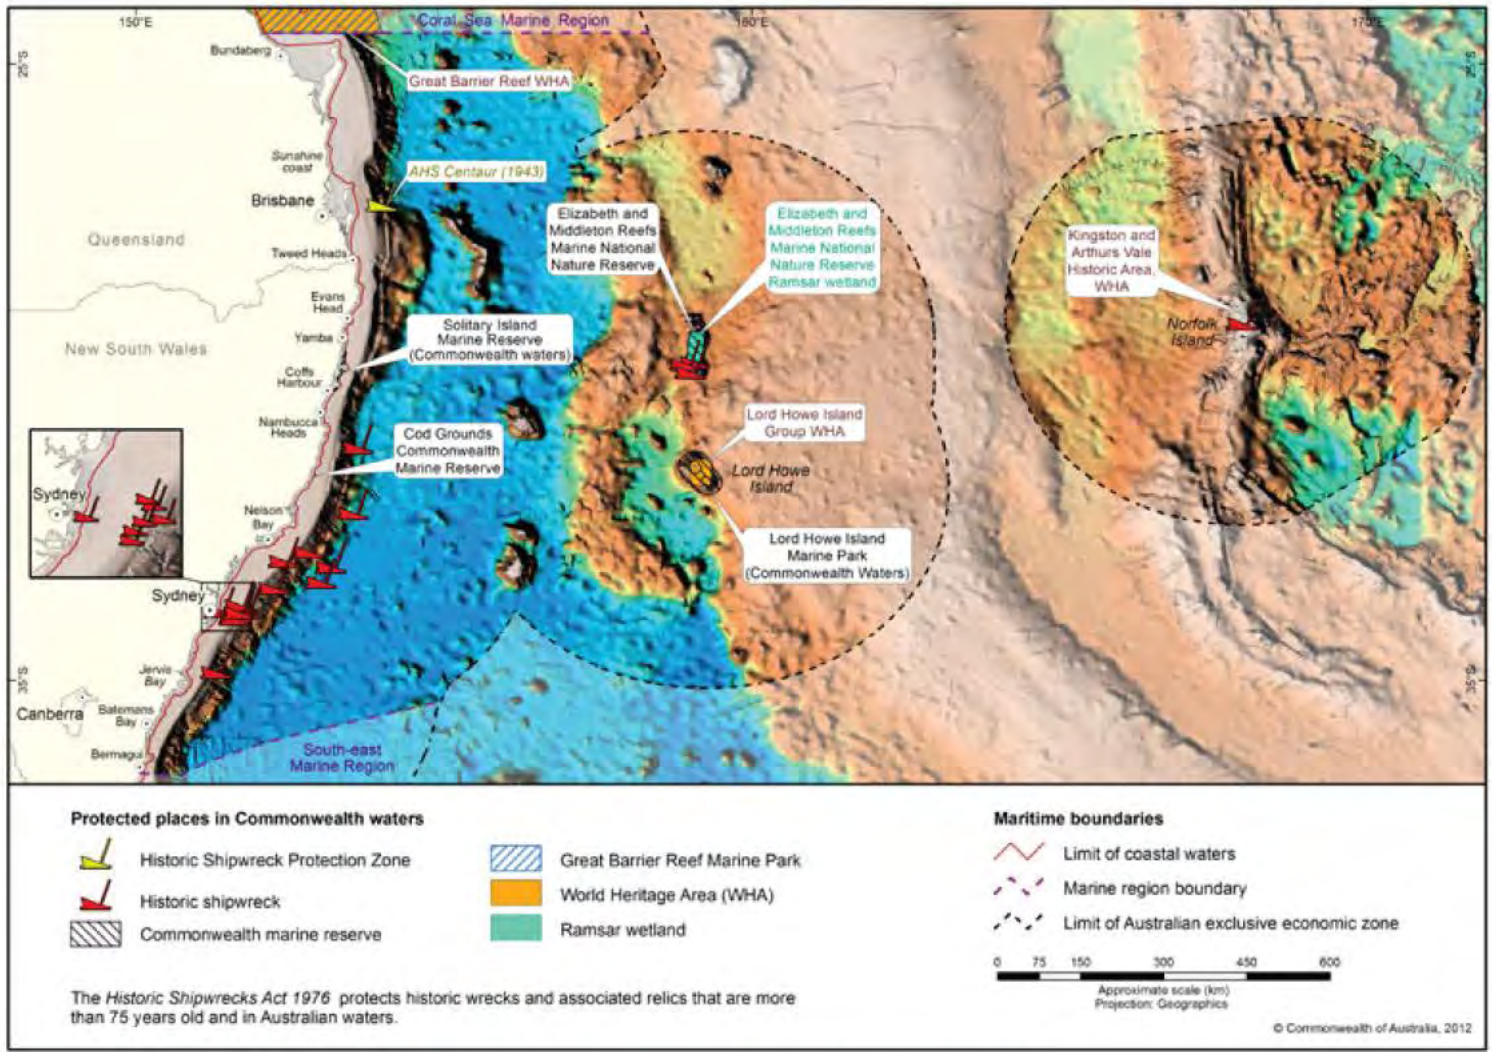 150°E
Coral Sea Marine Region
160°E
170°E
25°S
25°S
Bundaberg
Great Barrier Reef WHA
Sunshine
coast
AHS Centaur (1943)
Brisbane
Queensland
Tweed Heads
Elizabeth and
Middleton Reefs
Marine National
Nature Reserve
Elizabeth and
Middleton Reefs
Marine National
Nature Reserve
Ramsar wetland
Kingston and
Arthurs Vale
Historic Area,
WHA
Evans
Head
Yamba
New South Wales
Solitary Island
Marine Reserve
(Commonwealth waters)
Norfolk
Island
Coffs
Harbour
Nambucca
Heads
Cod Grounds
Commonwealth
Marine Reserve
Lord Howe Island
Group WHA
Lord Howe
Island
Sydney
Nelson
Bay
Lord Howe Island
Marine Park
(Commonwealth Waters)
Sydney
Jervis
Bay
35°S
35°S
Canberra
Batemans
Bay
Bermagui
South-east
Marine Region
Protected places in Commonwealth waters
Historic Shipwreck Protection Zone
Historic shipwreck
Commonwealth marine reserve
Great Barrier Reef Marine Park
World Heritage Area (WHA)
Ramsar wetland
Maritime boundaries
Limit of coastal waters
Marine region boundary
Limit of Australian exclusive economic zone
0 75 150 300 450 600
Approximate scale (km)
Projection: Geographics
The Historic Shipwrecks Act 1976 protects historic wrecks and associated relics that are more
than 75 years old and in Australian waters.
© Commonwealth of Australia, 2012